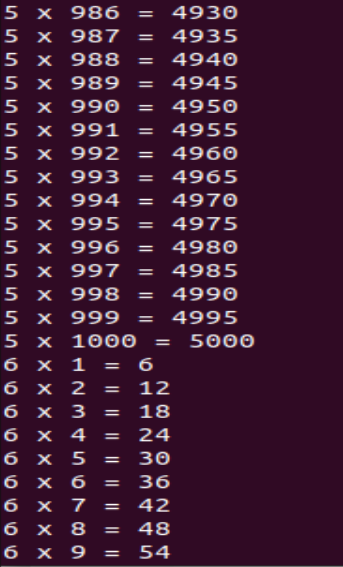 5 x 986 = 4930
5 x 987 = 4935
5 x 988 = 4940
5 x 989 = 4945
5 x 990 = 4950
5 x 991 = 4955
5 x 992 = 4960
5 x 993 = 4965
5 x 994 = 4970
5 x 995 = 4975
5 x 996 = 4980
5 x 997 = 4985
5 x 998 = 4990
5 x 999 = 4995
5 x 1000 = 5000
6 x 1 = 6
6 x 2 = 12
6 x 3 = 18
6 x 4 = 24
6 x 5 = 30
6 x 6 = 36
6 x 7 = 42
6 x 8 = 48
6 x 9 = 54